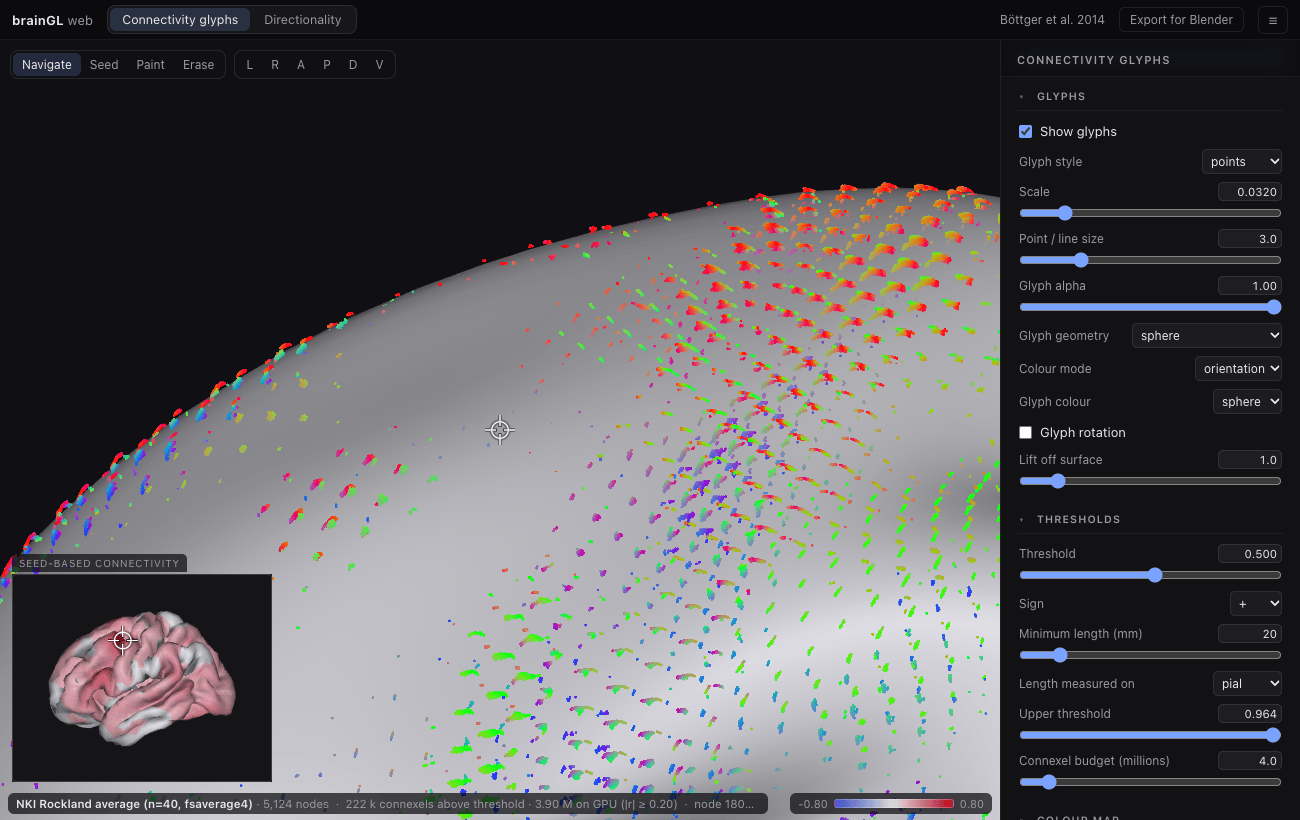 brainGL web Connectivity glyphs Directionality Böttger et al. 2014 Export for Blender ≡
Navigate Seed Paint Erase L R A P D V
CONNECTIVITY GLYPHS
GLYPHS
Show glyphs
Glyph style points
Scale 0.0320
Point / line size 3.0
Glyph alpha 1.00
Glyph geometry sphere
Colour mode orientation
Glyph colour sphere
Glyph rotation
Lift off surface 1.0
THRESHOLDS
Threshold 0.500
Sign +
Minimum length (mm) 20
Length measured on pial
Upper threshold 0.964
Connexel budget (millions) 4.0
COLOUR MAP
SEED-BASED CONNECTIVITY
NKI Rockland average (n=40, fsaverage4) · 5,124 nodes · 222 k connexels above threshold · 3.90 M on GPU (|r| ≥ 0.20) · node 180…
-0.80 0.80